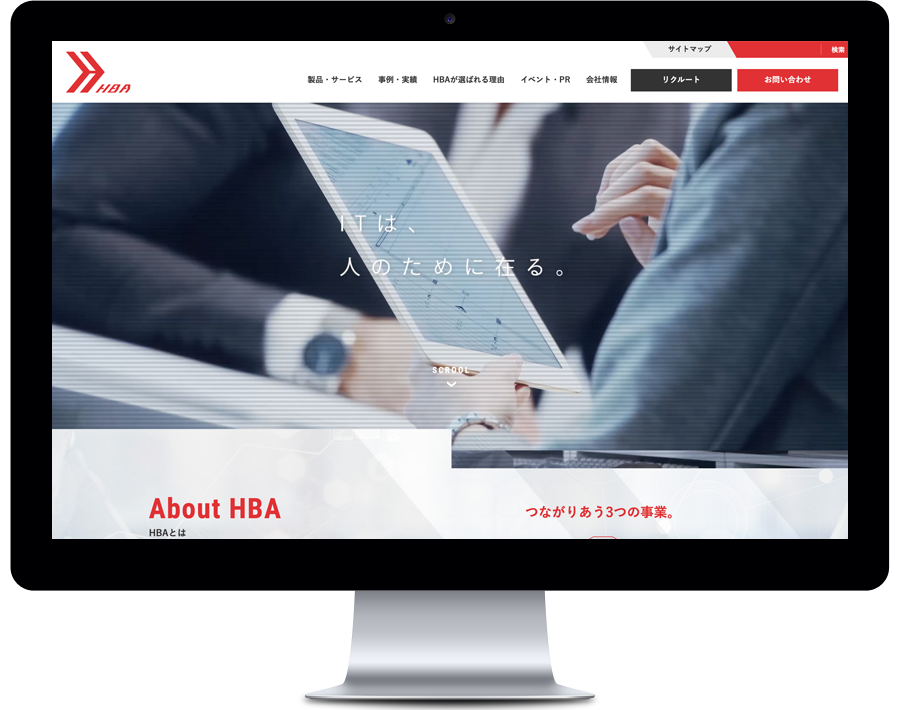 サイトマップ
検索
HBA
製品・サービス
事例・実績
HBAが選ばれる理由
イベント・PR
会社情報
リクルート
お問い合わせ
ITは、
人のために在る。
SCROOL
About HBA
HBAとは
つながりあう3つの事業。